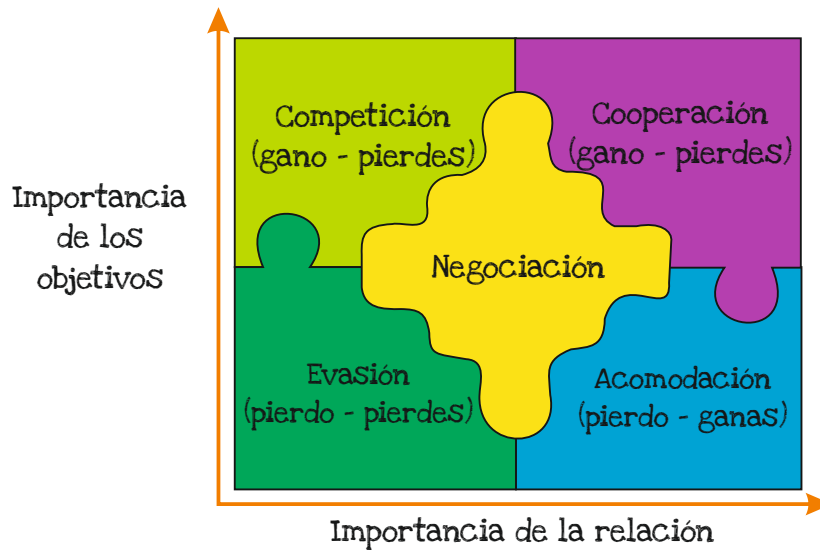 Importancia
de los
objetivos
Competición
(gano - pierdes)
Cooperación
(gano - pierdes)
Negociación
Evasión
(pierdo - pierdes)
Acomodación
(pierdo - ganas)
Importancia de la relación